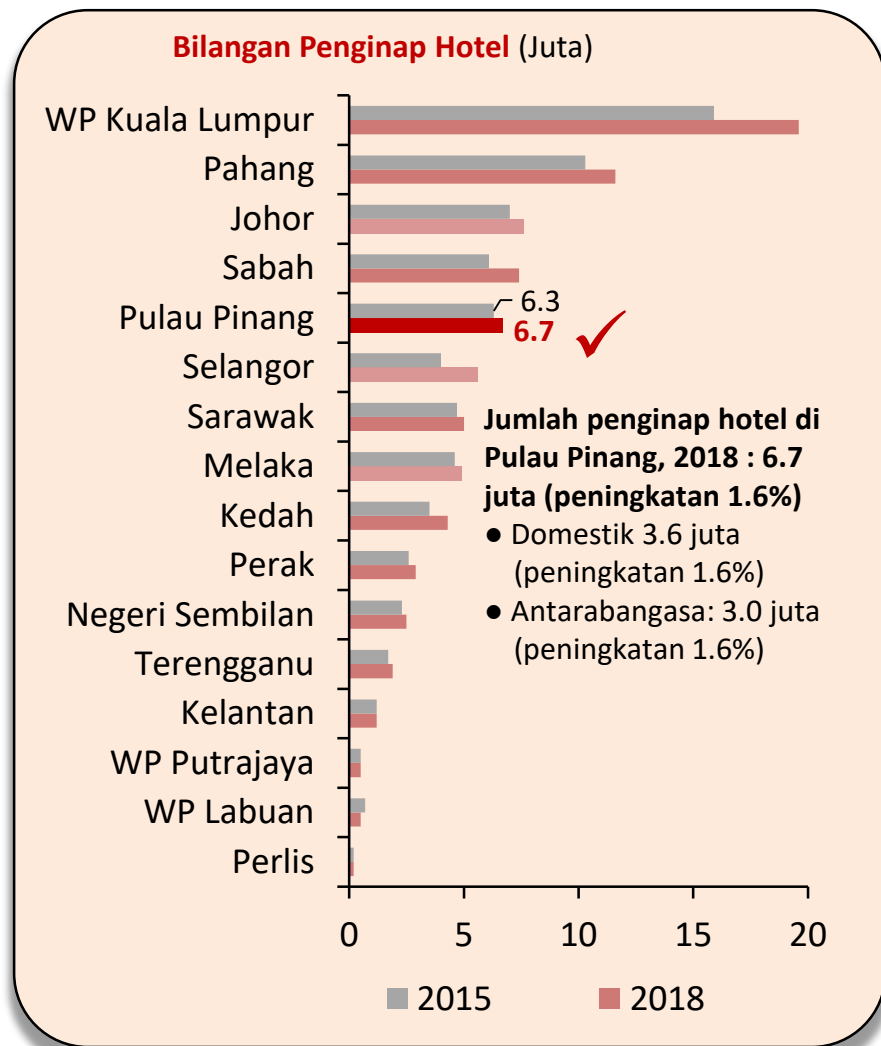 Bilangan Penginap Hotel (Juta)
WP Kuala Lumpur
Pahang
Johor
Sabah
Pulau Pinang
6.3
6.7
Selangor
Sarawak
Melaka
Kedah
Perak
Negeri Sembilan
Terengganu
Kelantan
WP Putrajaya
WP Labuan
Perlis
Jumlah penginap hotel di
Pulau Pinang, 2018 : 6.7
juta (peningkatan 1.6%)
● Domestik 3.6 juta
(peningkatan 1.6%)
● Antarabangasa: 3.0 juta
(peningkatan 1.6%)
0 5 10 15 20
2015 2018